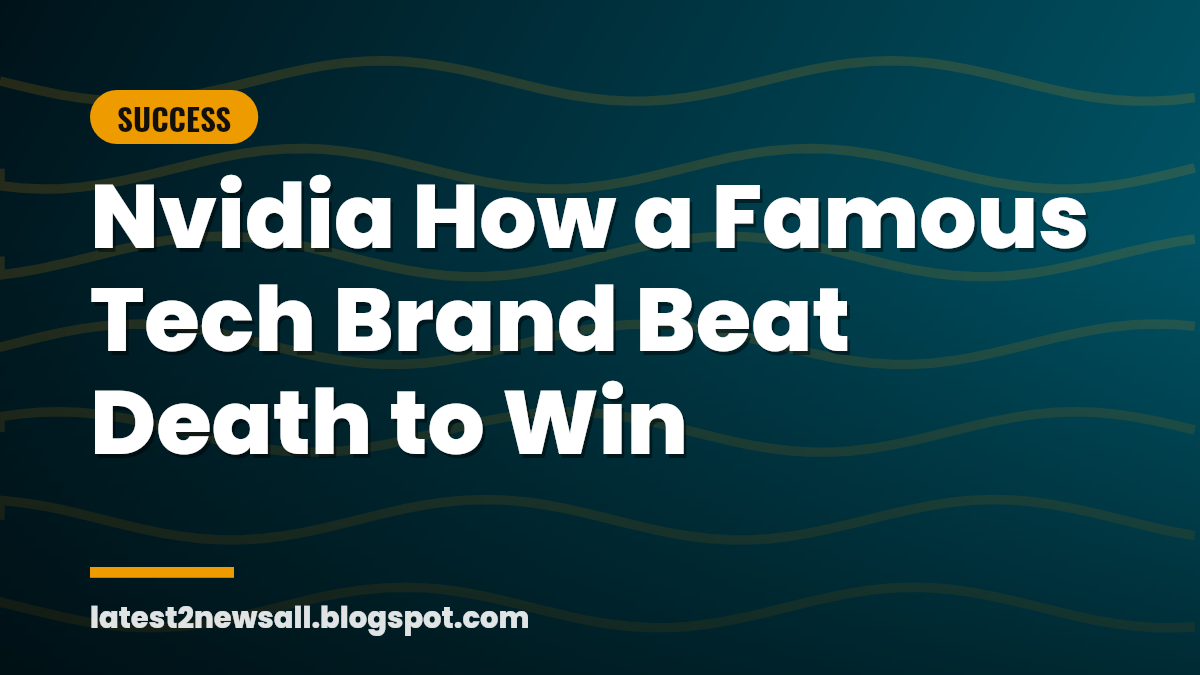 SUCCESS
Nvidia How a Famous
Tech Brand Beat
Death to Win
latest2newsall.blogspot.com